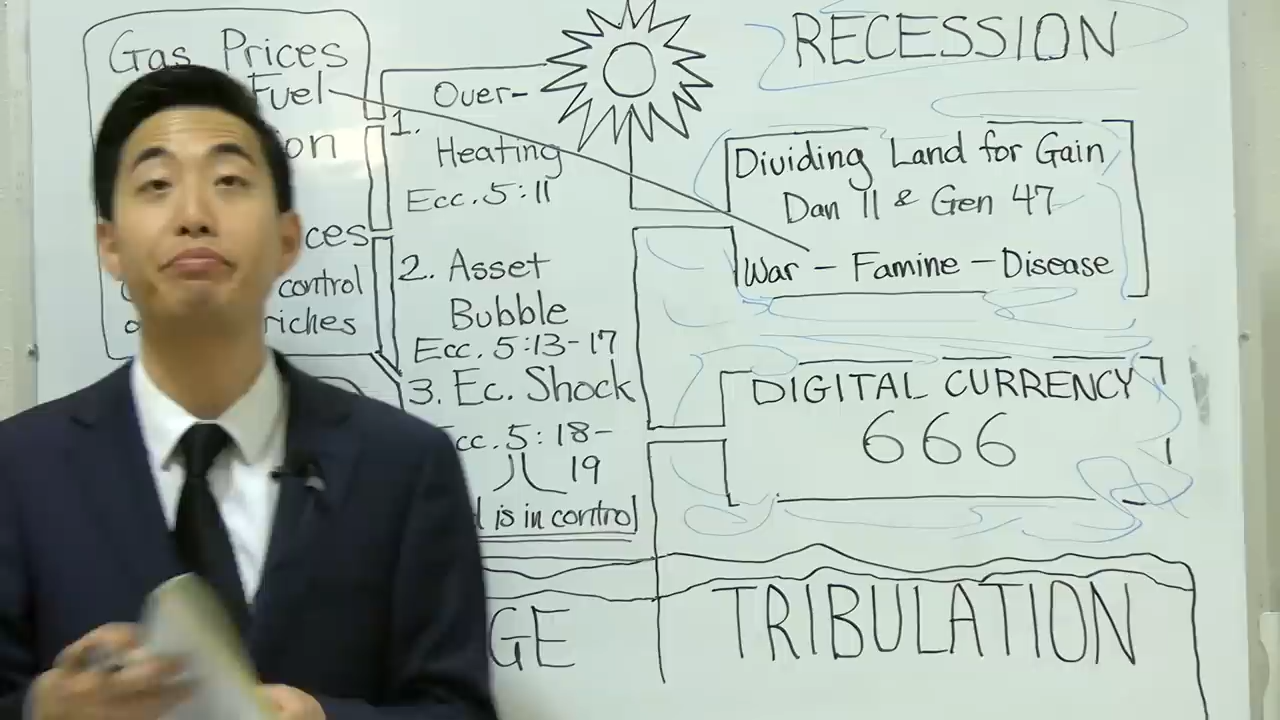 Gas Prices
Fuel
on
ces
control
riches
Over-
1.
Heating
Ecc. 5:11
2. Asset
Bubble
Ecc. 5:13-17
3. Ec. Shock
cc. 5:18-
19
is in control
GE
RECESSION
Dividing Land for Gain
Dan 11 & Gen 47
War - Famine - Disease
DIGITAL CURRENCY
666
TRIBULATION